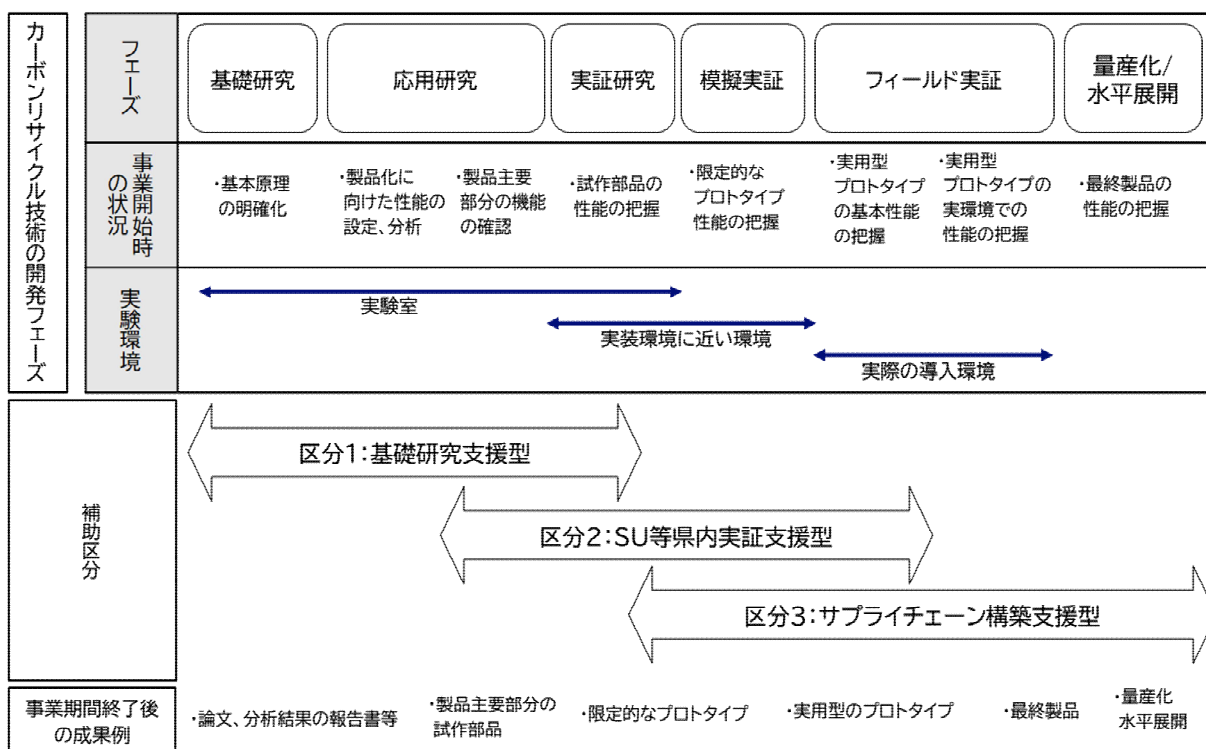 カーボンリサイクル技術の開発フェーズ
フェーズ
基礎研究
応用研究
実証研究
模擬実証
フィールド実証
量産化/
水平展開
事業開始時
の状況
・基本原理
の明確化
・製品化に
向けた性能の
設定、分析
・製品主要
部分の機能
の確認
・試作部品の
性能の把握
・限定的な
プロトタイプ
性能の把握
・実用型
プロトタイプ
の基本性能
の把握
・実用型
プロトタイプの
実環境での
性能の把握
・最終製品の
性能の把握
実験環境
実験室
実装環境に近い環境
実際の導入環境
補助区分
区分1：基礎研究支援型
区分2：SU等県内実証支援型
区分3：サプライチェーン構築支援型
事業期間終了後
の成果例
・論文、分析結果の報告書等
・製品主要部分の
試作部品
・限定的なプロトタイプ
・実用型のプロトタイプ
・最終製品
・量産化
水平展開